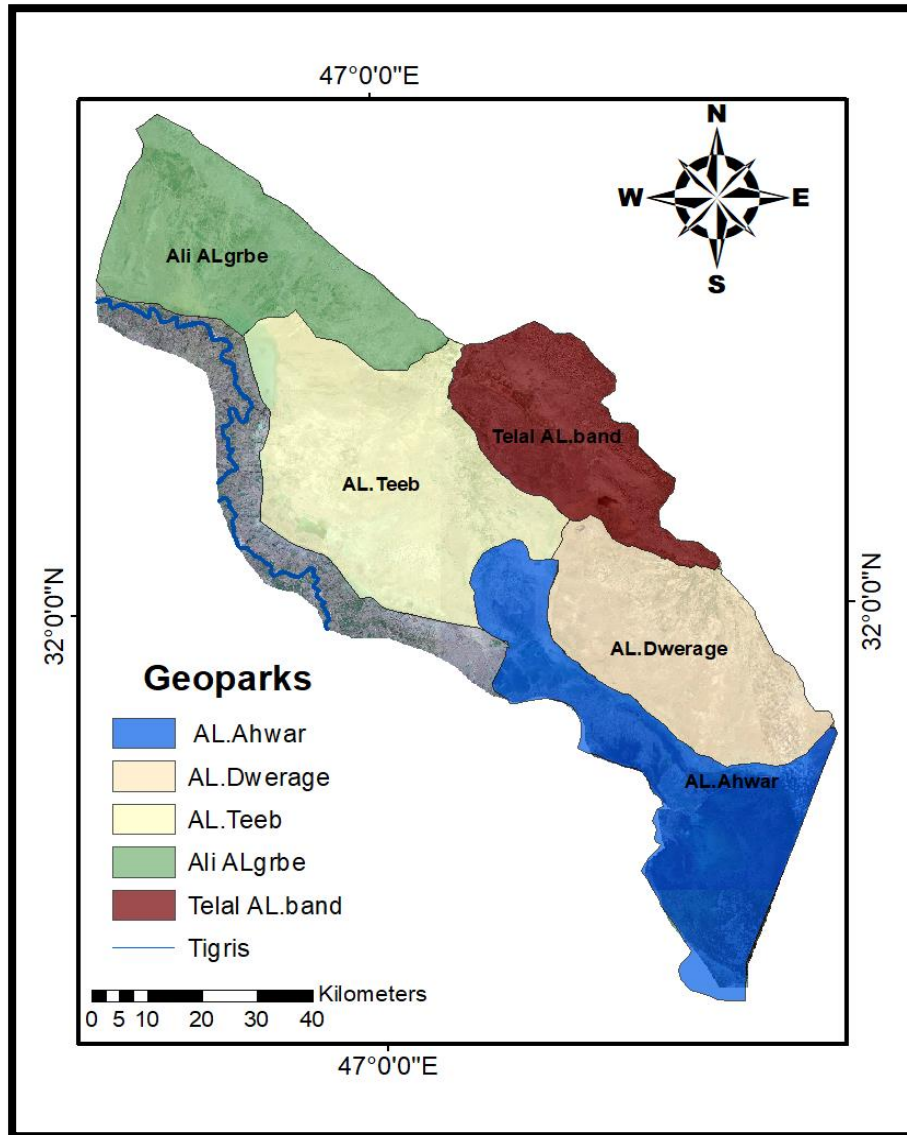 47°0'0"E
N
W E
S
Ali ALgrbe
Telal AL.band
AL.Teeb
32°0'0"N
32°0'0"N
AL.Dwerage
AL.Ahwar
Geoparks
AL.Ahwar
AL.Dwerage
AL.Teeb
Ali ALgrbe
Telal AL.band
Tigris
Kilometers
0 5 10 20 30 40
47°0'0"E